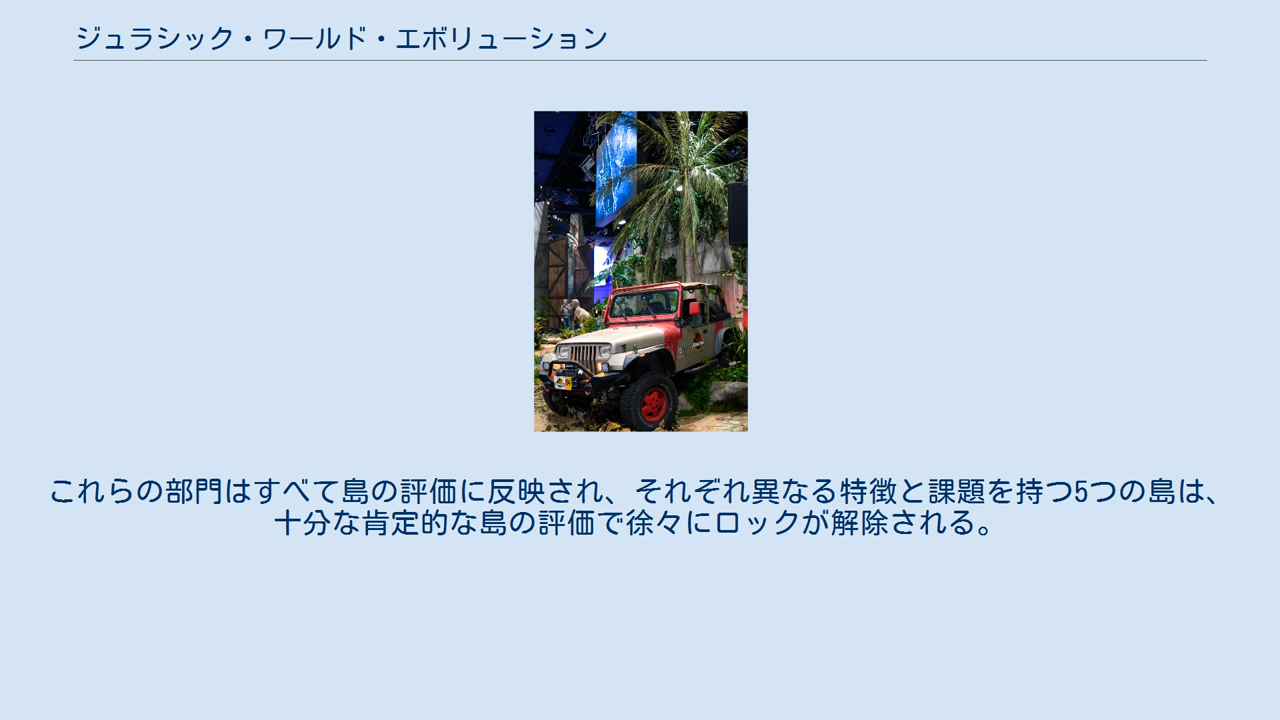 ジュラシック・ワールド・エボリューション
これらの部門はすべて島の評価に反映され、それぞれ異なる特徴と課題を持つ5つの島は、
十分な肯定的な島の評価で徐々にロックが解除される。